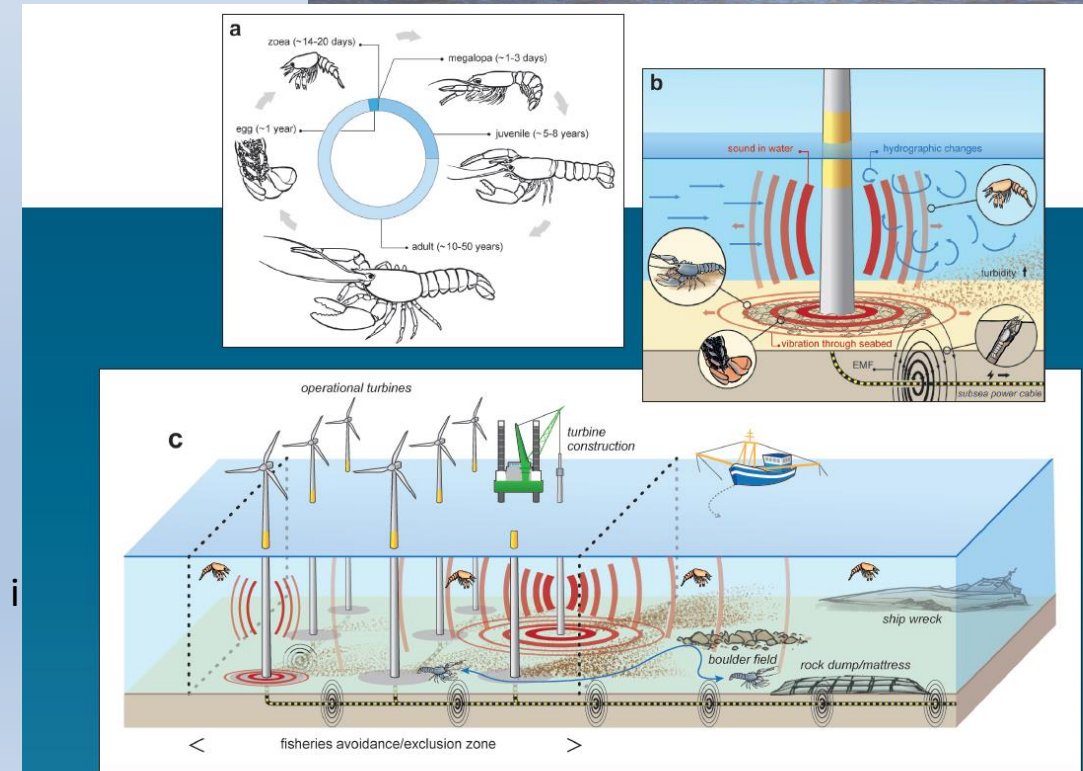 a
zoea (~14-20 days)
megalopa (~1-3 days)
egg (~1 year)
juvenile (~5-8 years)
adult (~10-50 years)
b
sound in water
hydrographic changes
turbidity
vibration through seabed
EMF
subsea power cable
i
c
operational turbines
turbine
construction
ship wreck
boulder field
rock dump/mattress
< fisheries avoidance/exclusion zone >